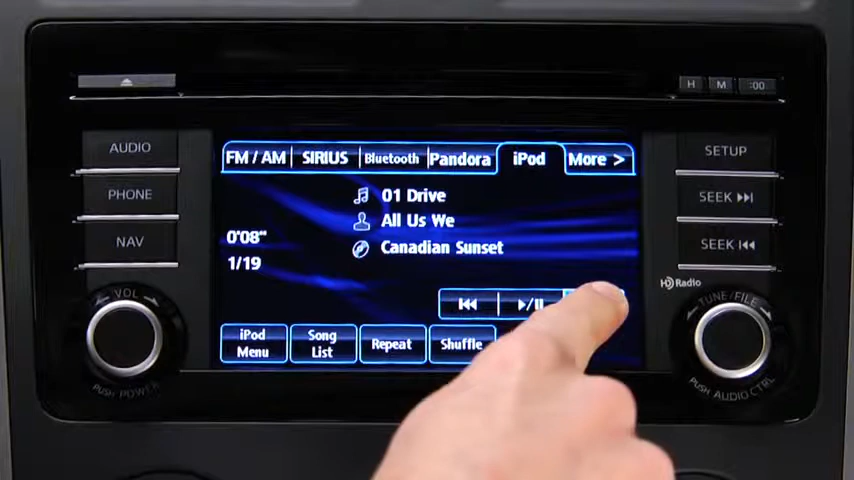 H M :00
AUDIO
PHONE
NAV
VOL
PUSH POWER
FM / AM SIRIUS Bluetooth Pandora iPod More >
01 Drive
All Us We
Canadian Sunset
0'08"
1/19
iPod Menu
Song List
Repeat
Shuffle
SETUP
SEEK
SEEK
HD Radio
TUNE/FILE
PUSH AUDIO CTRL